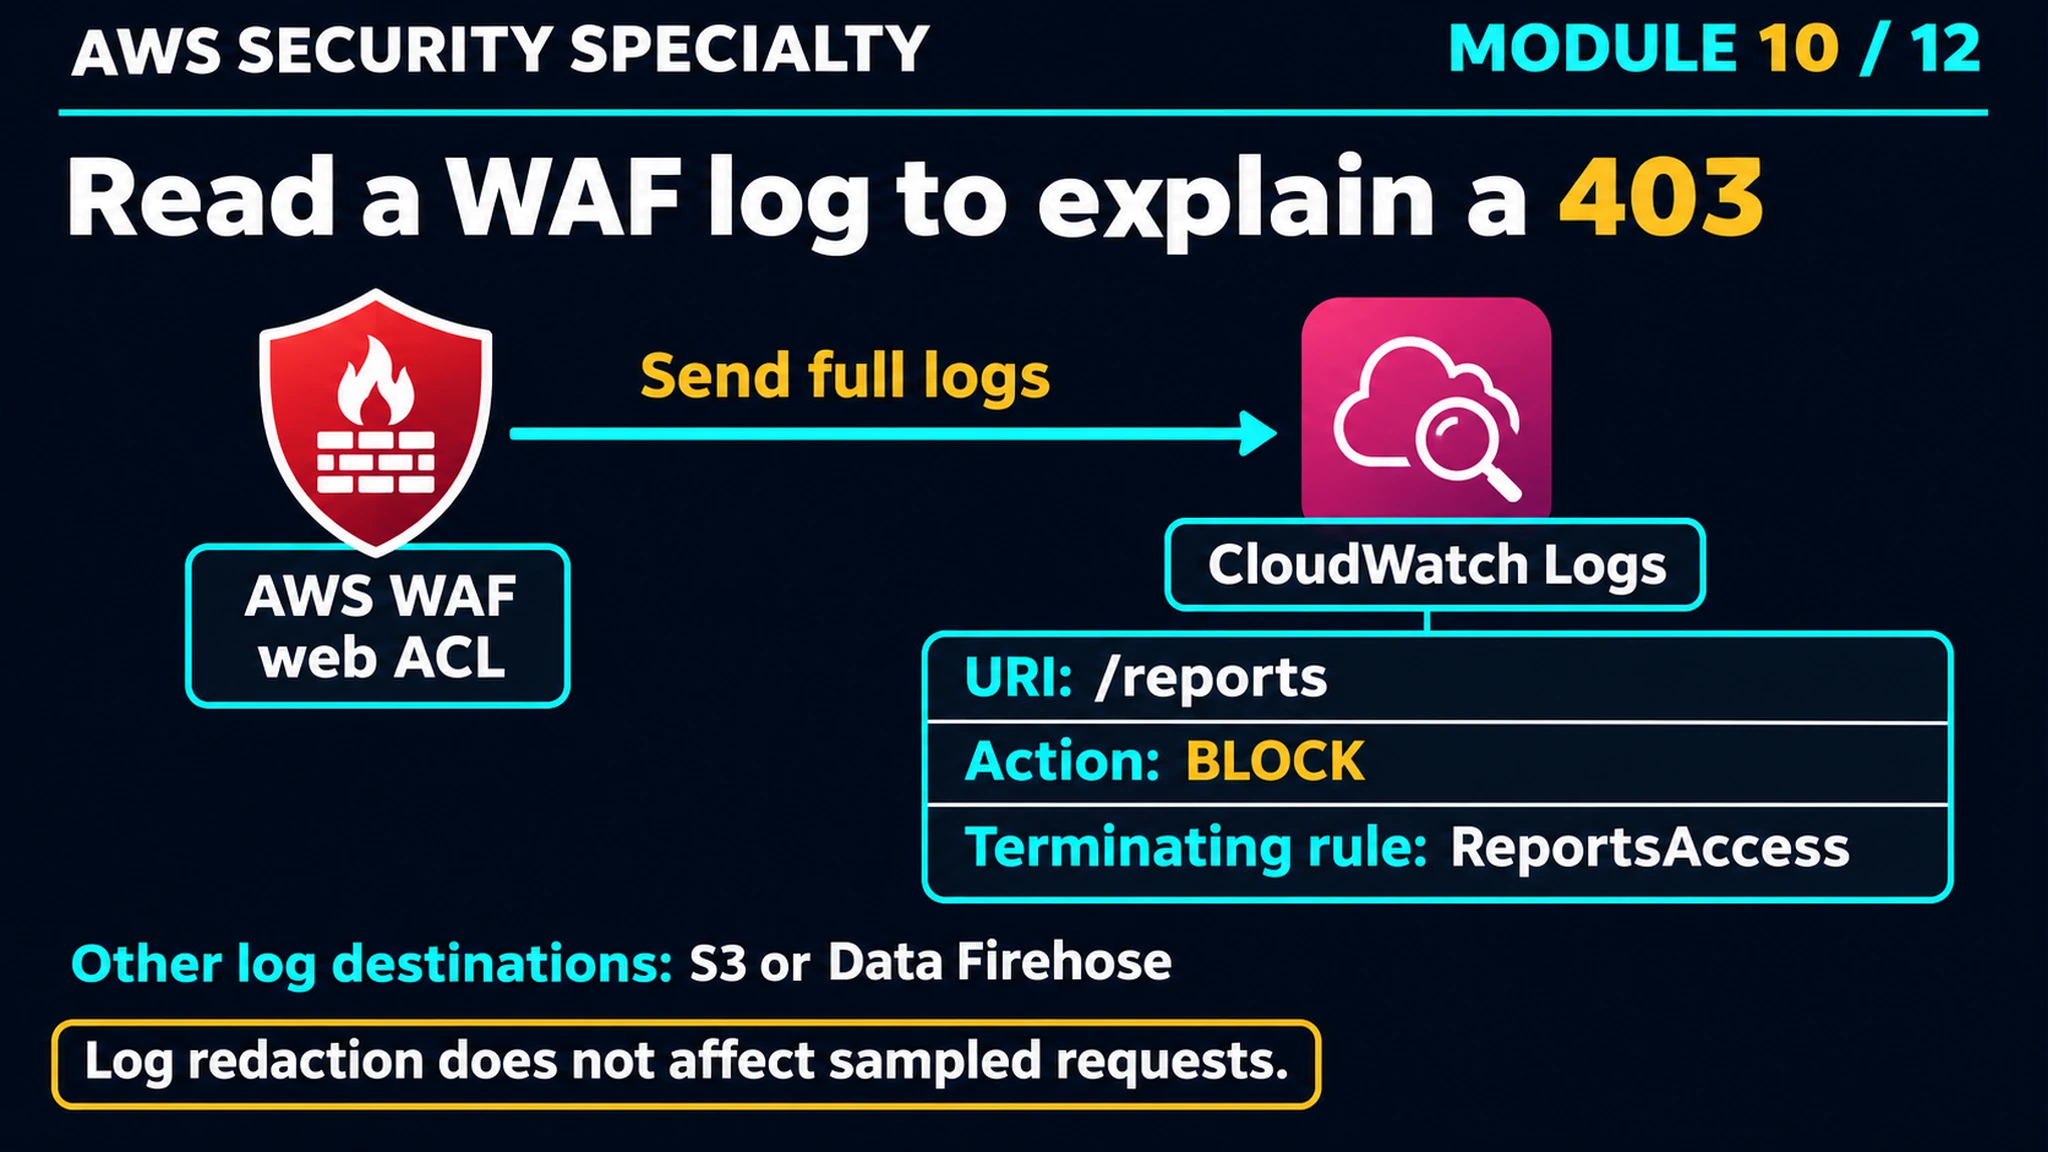 AWS SECURITY SPECIALTY
MODULE 10 / 12
Read a WAF log to explain a 403
Send full logs
AWS WAF
web ACL
CloudWatch Logs
URI: /reports
Action: BLOCK
Terminating rule: ReportsAccess
Other log destinations: S3 or Data Firehose
Log redaction does not affect sampled requests.